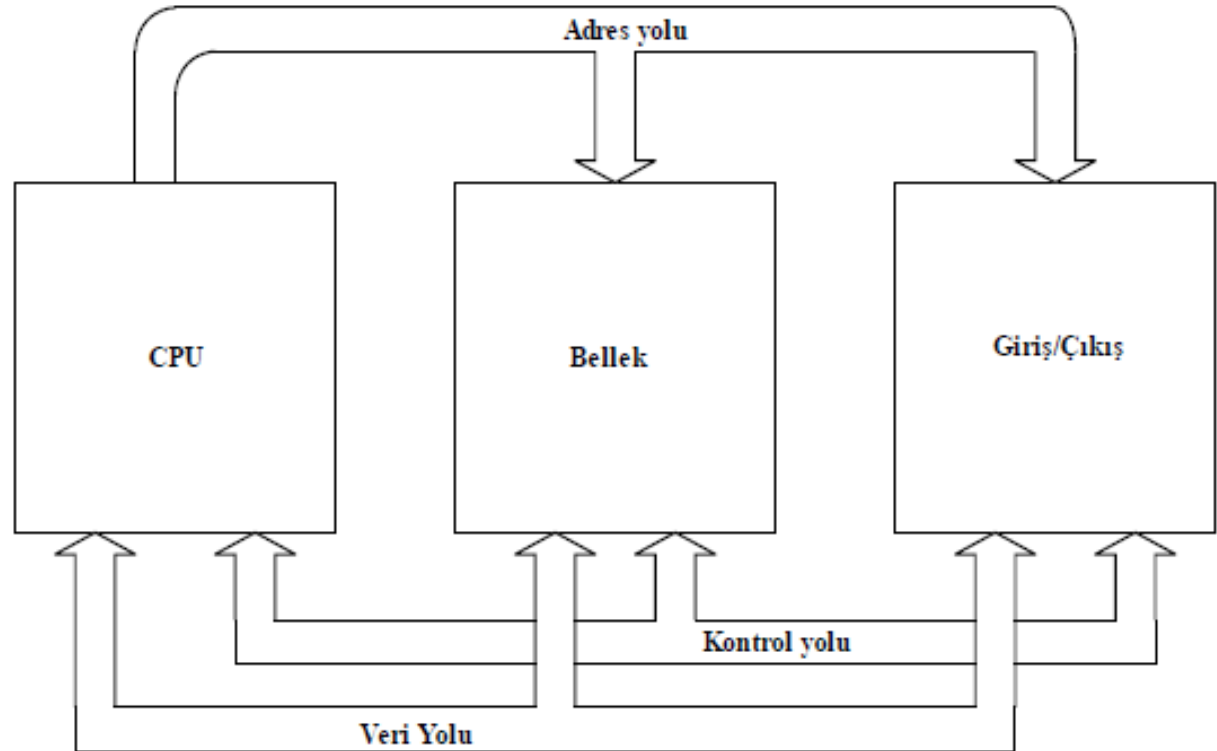 Adres yolu
CPU
Bellek
Giriş/Çıkış
Kontrol yolu
Veri Yolu